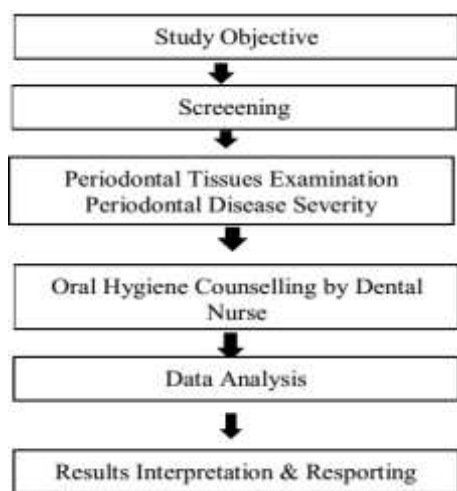 Study Objective
Screeening
Periodontal Tissues Examination
Periodontal Disease Severity
Oral Hygiene Counselling by Dental
Nurse
Data Analysis
Results Interpretation & Resporting